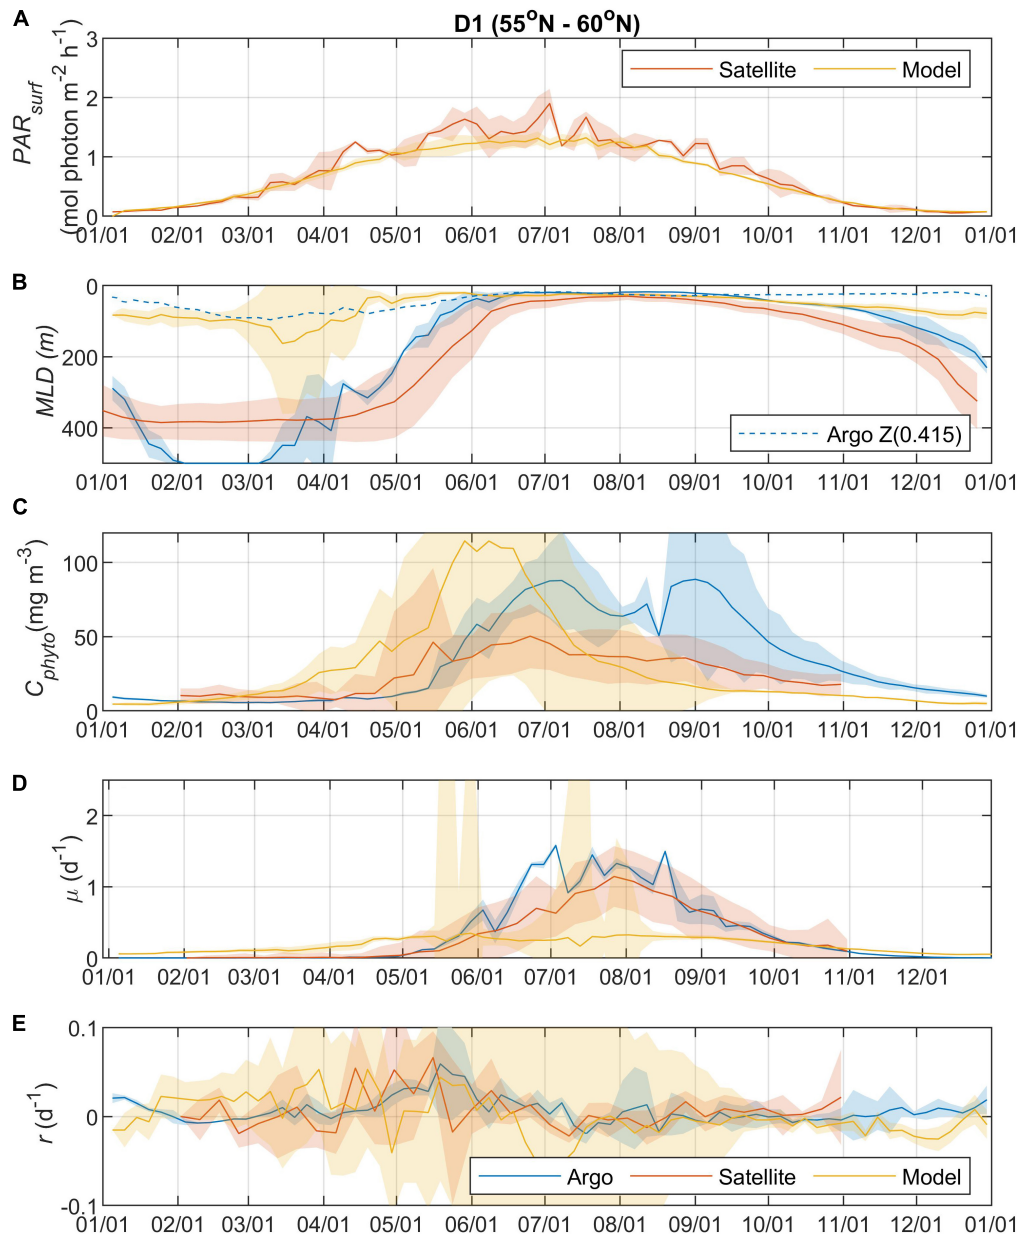 A
D1 (55°N - 60°N)
PAR_surf
(mol photon m⁻² h⁻¹)
3
2
1
0
Satellite
Model
01/01 02/01 03/01 04/01 05/01 06/01 07/01 08/01 09/01 10/01 11/01 12/01 01/01
B
MLD (m)
0
200
400
Argo Z(0.415)
01/01 02/01 03/01 04/01 05/01 06/01 07/01 08/01 09/01 10/01 11/01 12/01 01/01
C
C_phyto (mg m⁻³)
100
50
0
01/01 02/01 03/01 04/01 05/01 06/01 07/01 08/01 09/01 10/01 11/01 12/01 01/01
D
μ (d⁻¹)
2
1
0
01/01 02/01 03/01 04/01 05/01 06/01 07/01 08/01 09/01 10/01 11/01 12/01
E
r (d⁻¹)
0.1
0
-0.1
Argo
Satellite
Model
01/01 02/01 03/01 04/01 05/01 06/01 07/01 08/01 09/01 10/01 11/01 12/01 01/01